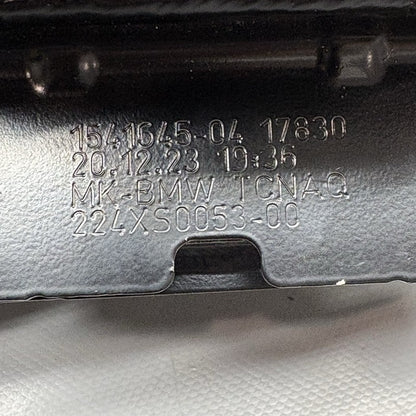 1541645-04 17830
20.12.23 19:36
MK-BMW TCNAQ
224XS0053-00